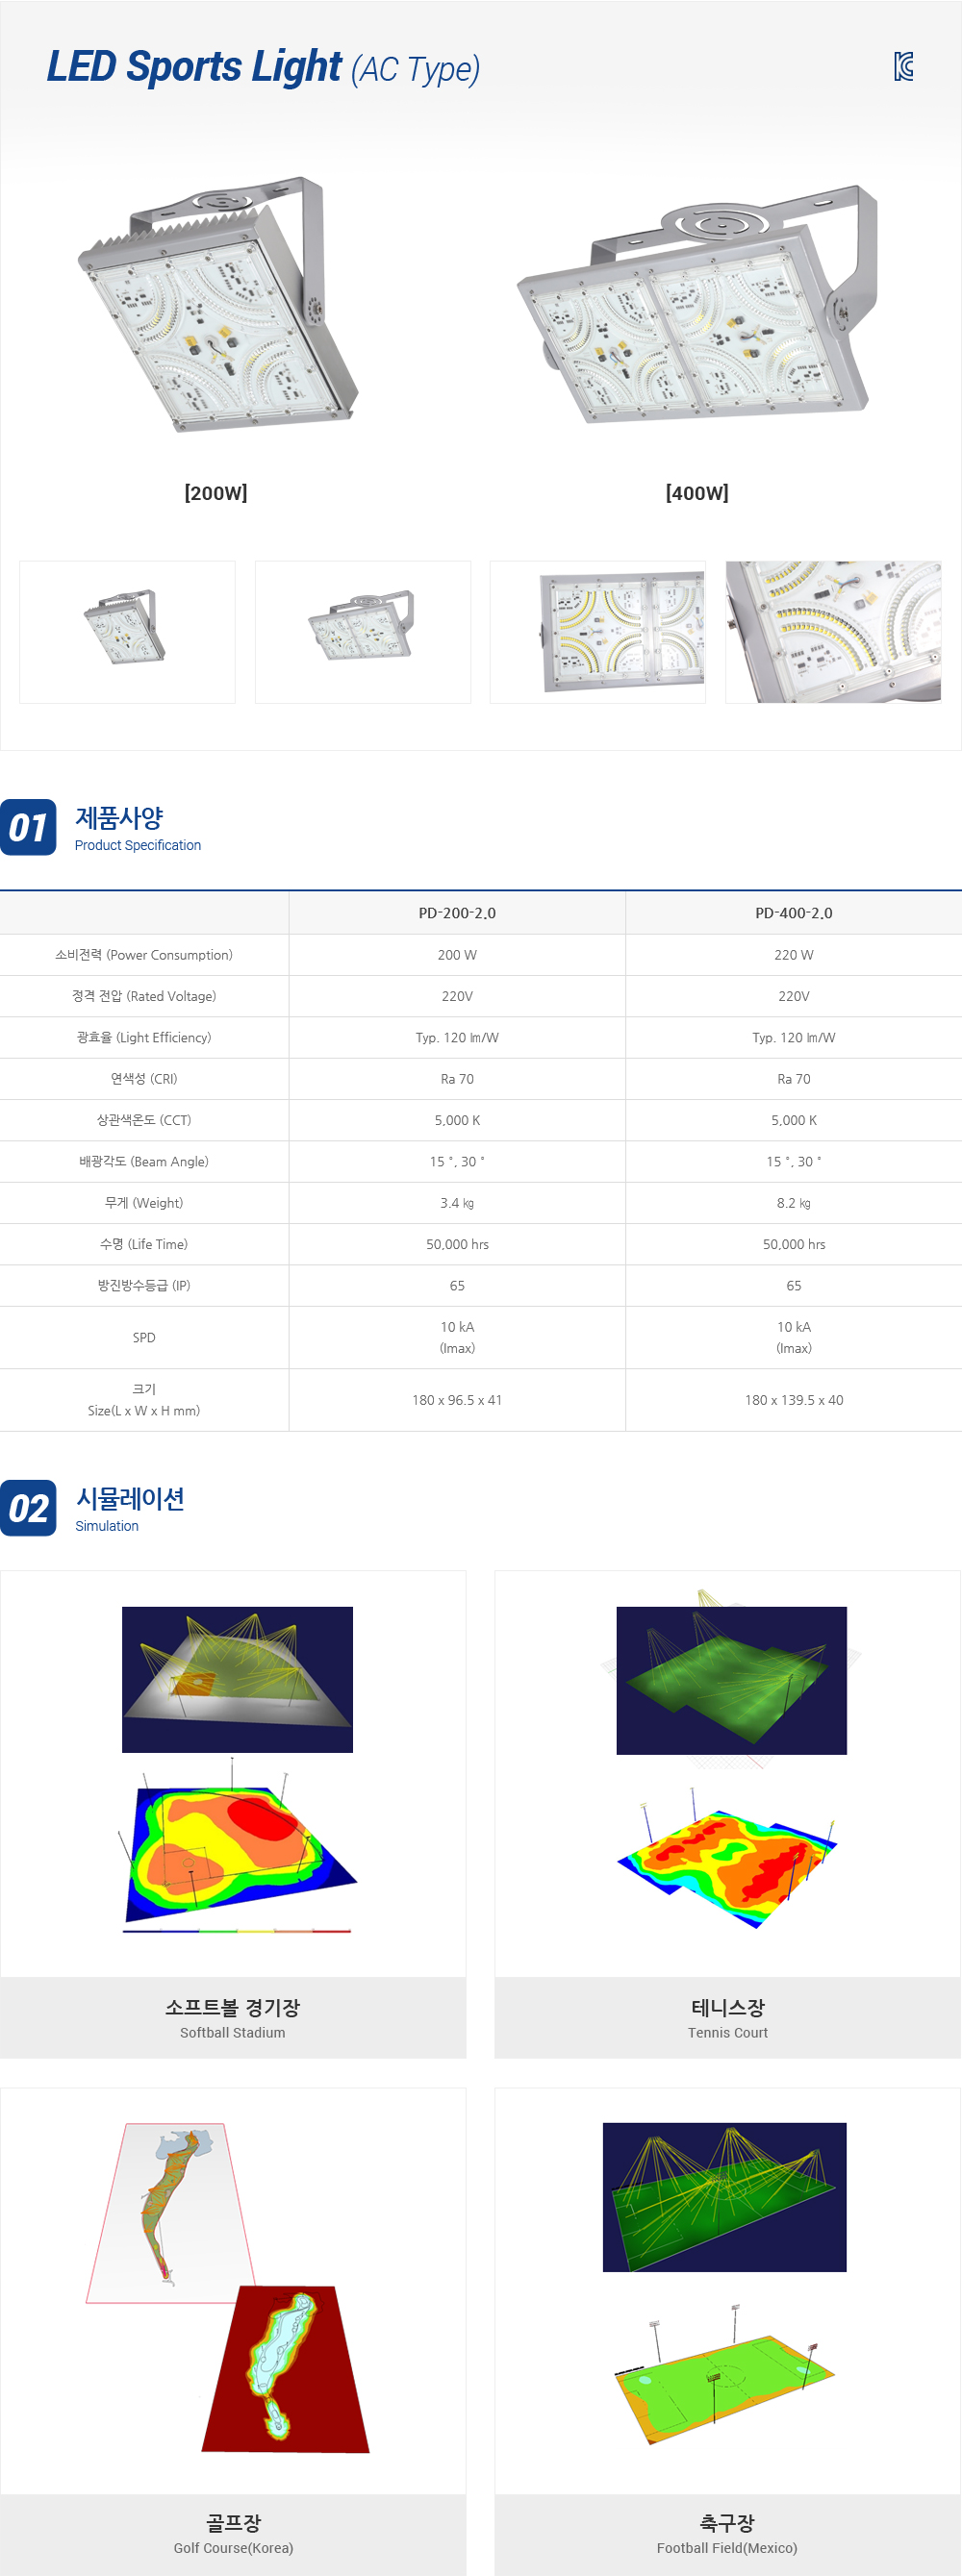 LED Sports Light (AC Type)
[200W]
[400W]
01
제품사양
Product Specification
PD-200-2.0 PD-400-2.0
소비전력 (Power Consumption) 200 W 220 W
정격 전압 (Rated Voltage) 220V 220V
광효율 (Light Efficiency) Typ. 120 ㏐/W Typ. 120 ㏐/W
연색성 (CRI) Ra 70 Ra 70
상관색온도 (CCT) 5,000 K 5,000 K
배광각도 (Beam Angle) 15 °, 30 ° 15 °, 30 °
무게 (Weight) 3.4 ㎏ 8.2 ㎏
수명 (Life Time) 50,000 hrs 50,000 hrs
방진방수등급 (IP) 65 65
SPD 10 kA 10 kA
(Imax) (Imax)
크기
Size(L x W x H mm) 180 x 96.5 x 41 180 x 139.5 x 40
02
시뮬레이션
Simulation
소프트볼 경기장
Softball Stadium
테니스장
Tennis Court
골프장
Golf Course(Korea)
축구장
Football Field(Mexico)